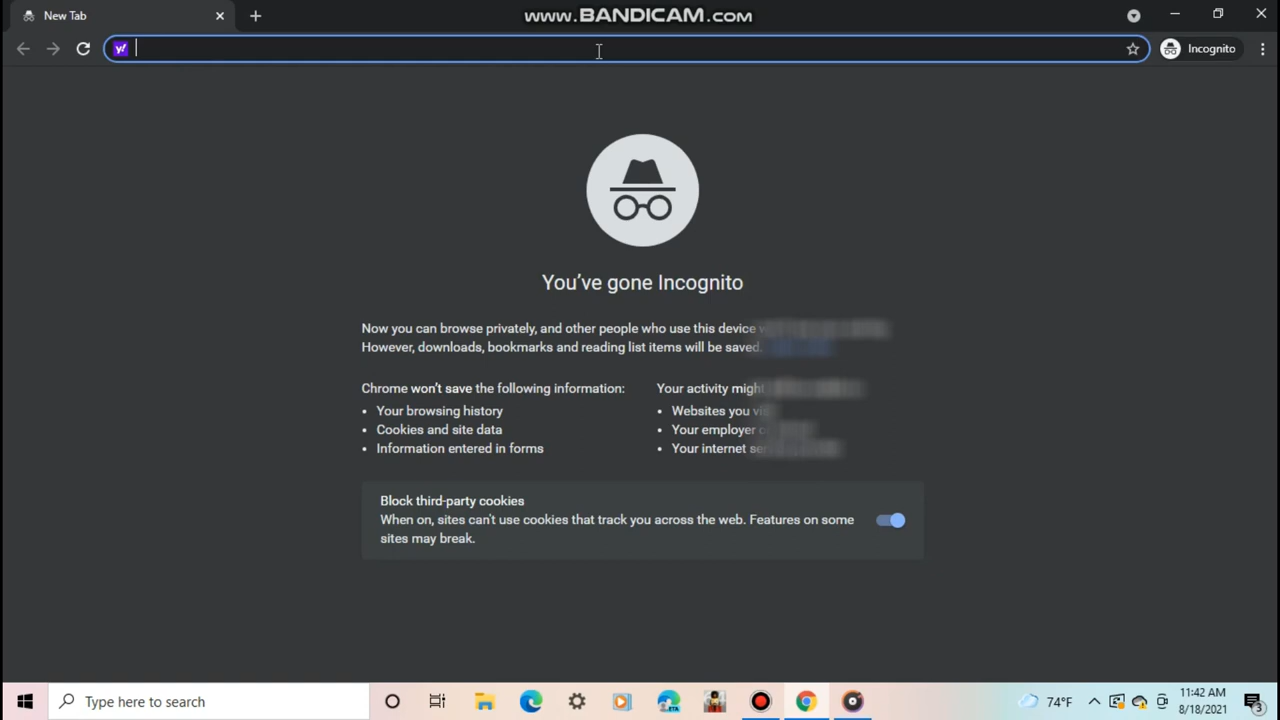 New Tab
www.BANDICAM.com
y!
Incognito
You've gone Incognito
Now you can browse privately, and other people who use this device
However, downloads, bookmarks and reading list items will be saved.
Chrome won't save the following information:
• Your browsing history
• Cookies and site data
• Information entered in forms
Your activity might
• Websites you
• Your employer
• Your internet
Block third-party cookies
When on, sites can't use cookies that track you across the web. Features on some
sites may break.
Type here to search
BETA
74°F
11:42 AM
8/18/2021
3